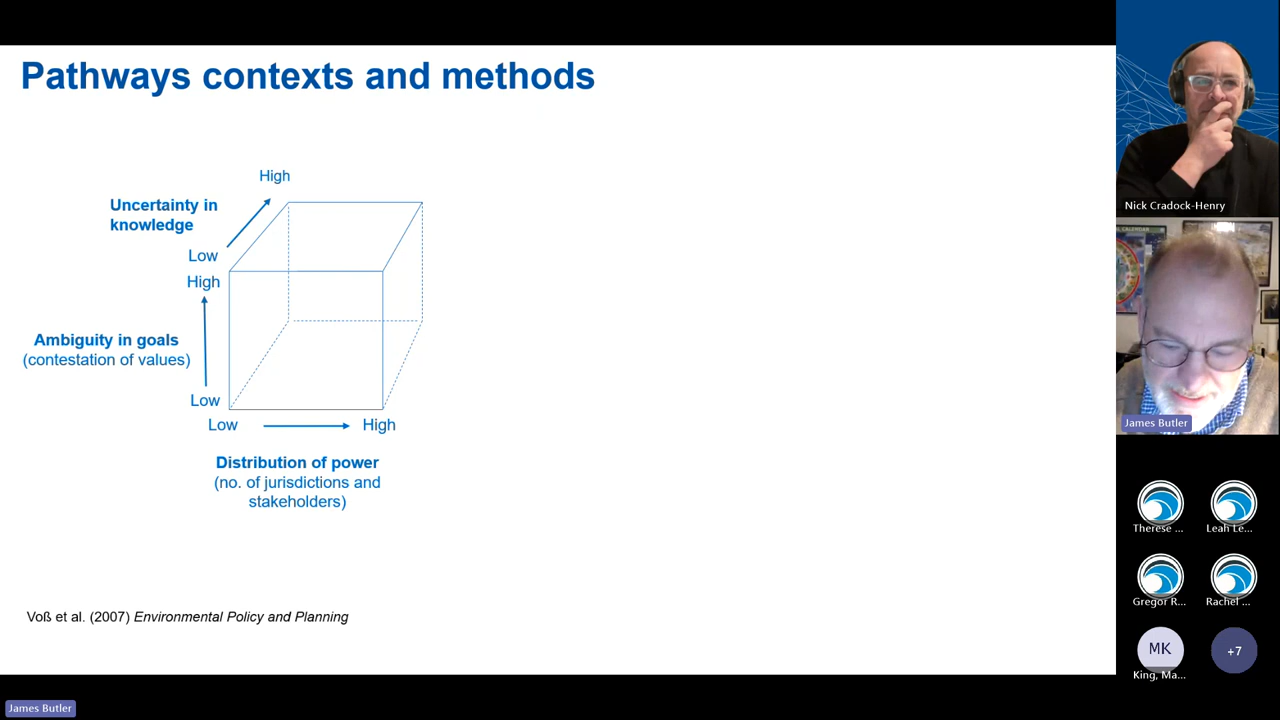 Pathways contexts and methods
High
Uncertainty in
knowledge
Low
High
Ambiguity in goals
(contestation of values)
Low
Low
High
Distribution of power
(no. of jurisdictions and
stakeholders)
Voß et al. (2007) Environmental Policy and Planning
James Butler
Nick Cradock-Henry
CALENDAR
James Butler
Therese ...
Leah Le...
Gregor R...
Rachel ...
MK
King, Ma...
+7